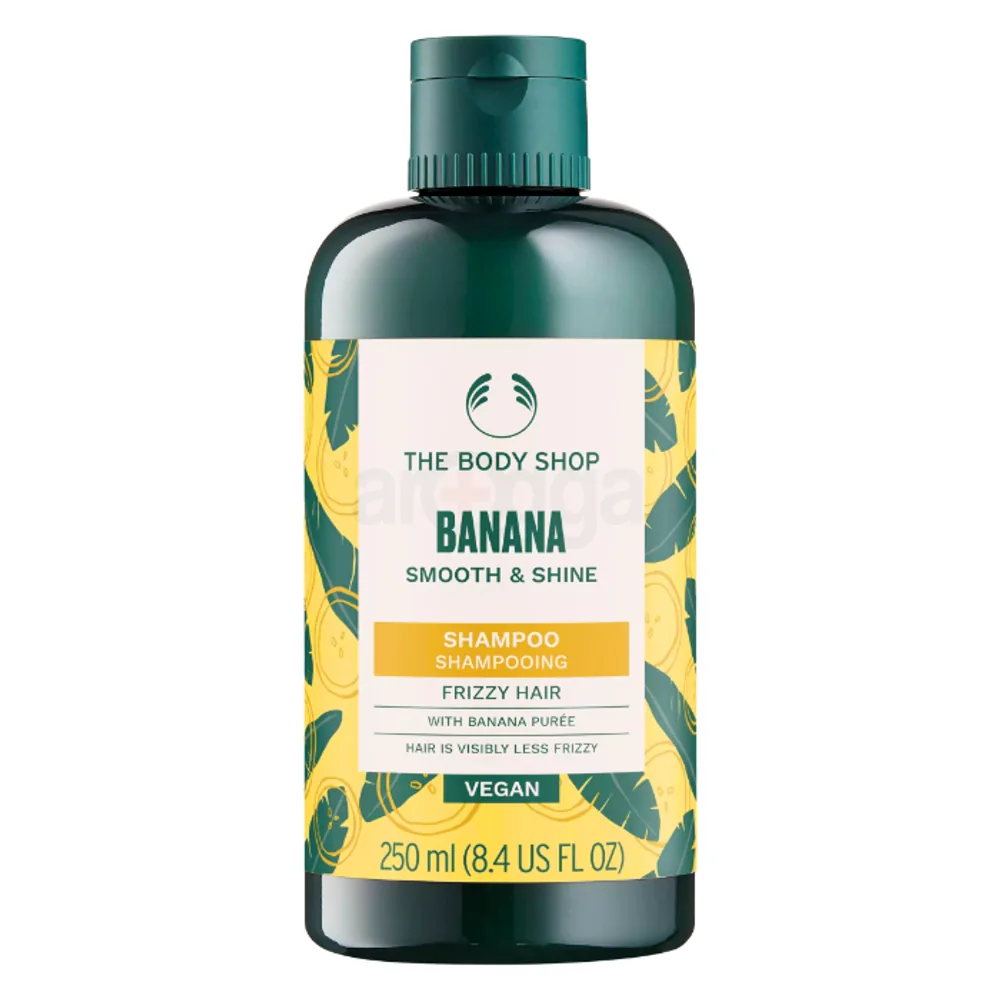 THE BODY SHOP
arogga
BANANA
SMOOTH & SHINE
SHAMPOO
SHAMPOOING
FRIZZY HAIR
WITH BANANA PURÉE
HAIR IS VISIBLY LESS FRIZZY
VEGAN
250 ml (8.4 US FL OZ)